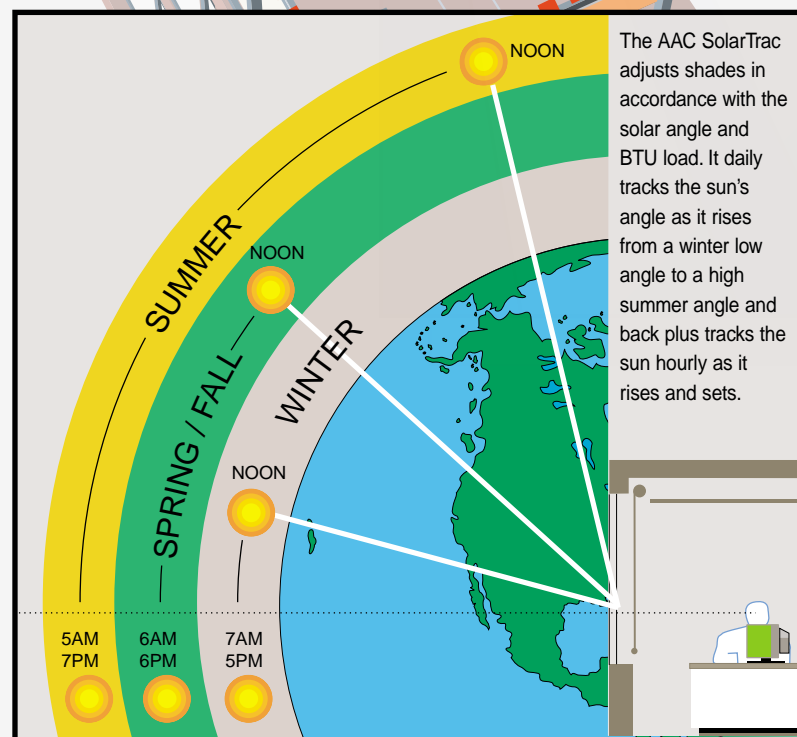 NOON
The AAC SolarTrac
adjusts shades in
accordance with the
solar angle and
BTU load. It daily
tracks the sun's
angle as it rises
from a winter low
angle to a high
summer angle and
back plus tracks the
sun hourly as it
rises and sets.
SUMMER
NOON
SPRING / FALL
WINTER
NOON
5AM
7PM
6AM
6PM
7AM
5PM